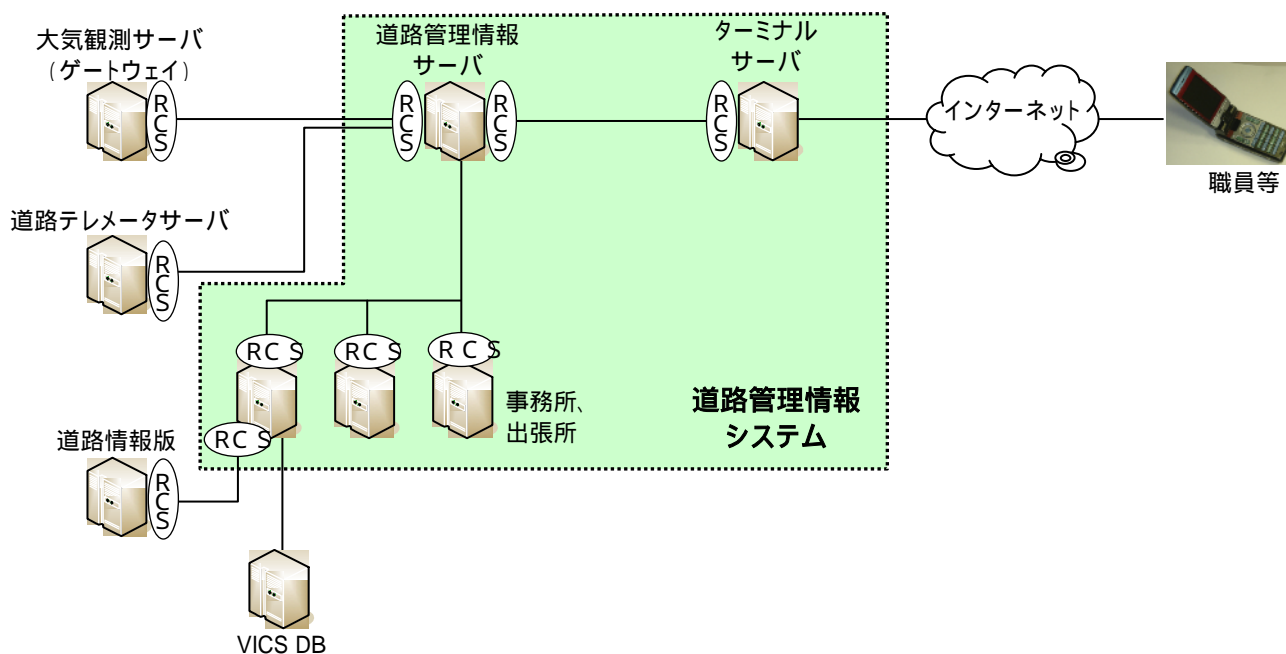 大気観測サーバ
(ゲートウェイ)
RCS
道路管理情報
サーバ
RCS
RCS
ターミナル
サーバ
RCS
インターネット
職員等
道路テレメータサーバ
RCS
RCS
RCS
RCS
事務所、
出張所
道路管理情報
システム
RCS
道路情報版
RCS
VICS DB